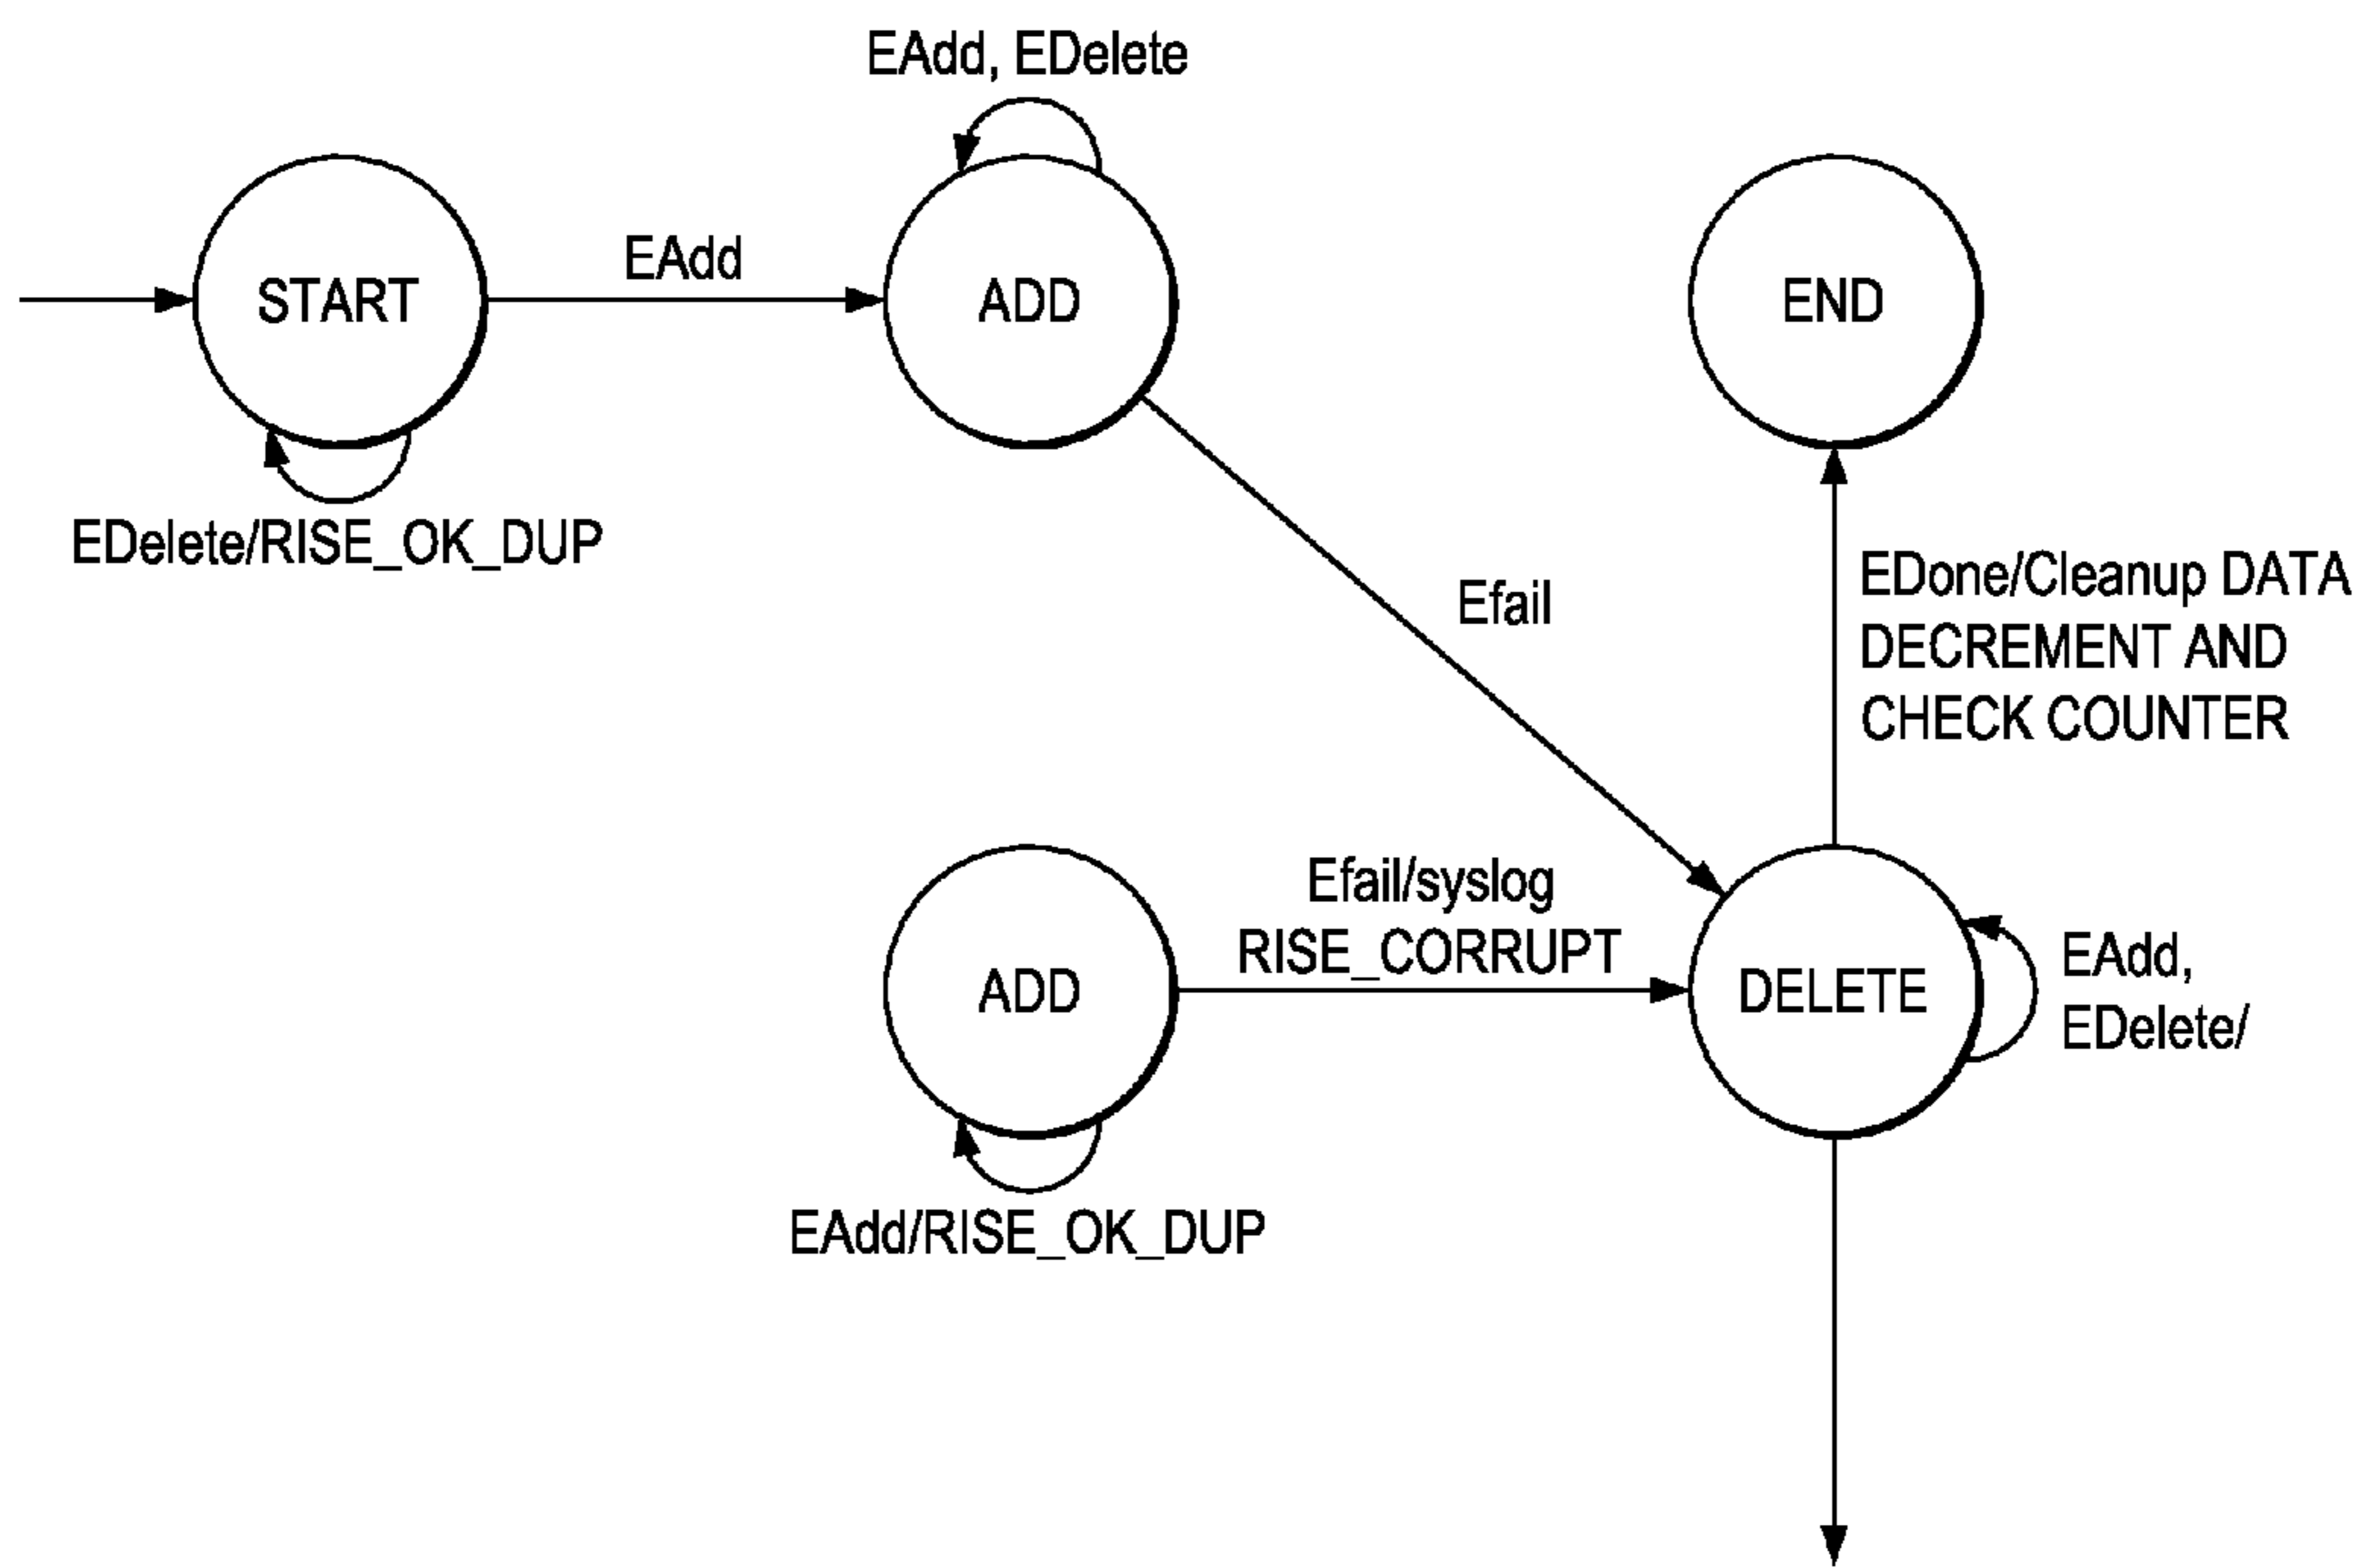 EAdd, EDelete
START
EAdd
ADD
END
EDelete/RISE_OK_DUP
Efail
EDone/Cleanup DATA
DECREMENT AND
CHECK COUNTER
ADD
Efail/syslog
RISE_CORRUPT
DELETE
EAdd,
EDelete/
EAdd/RISE_OK_DUP